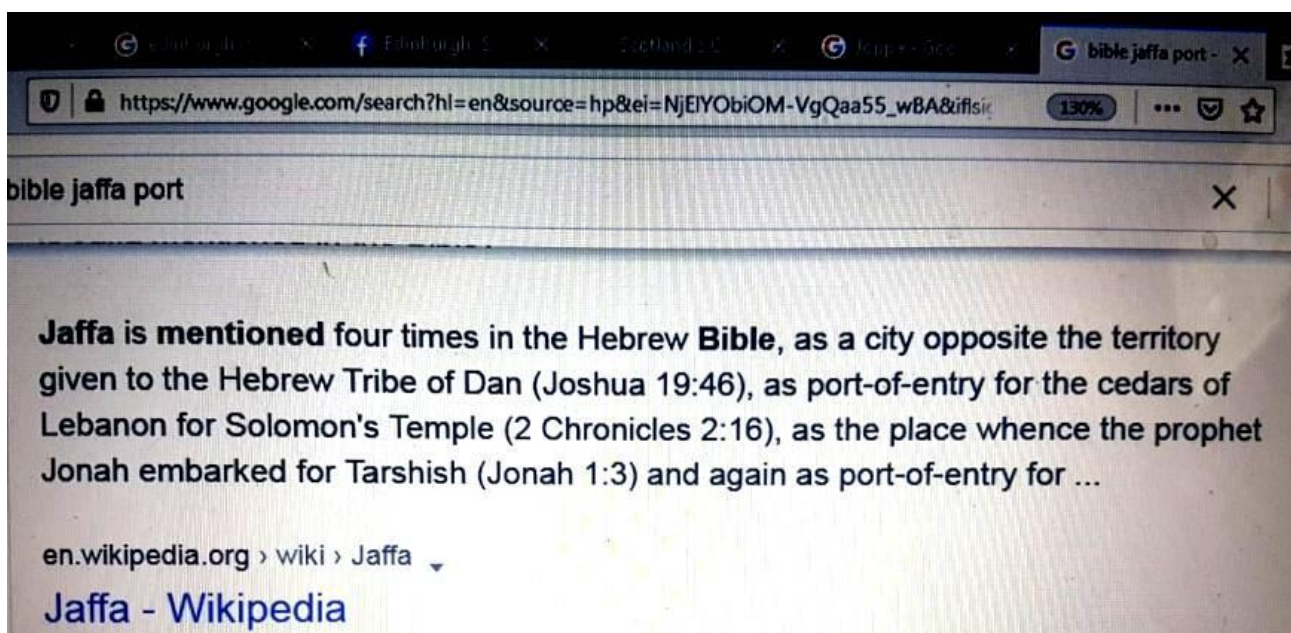 bible jaffa port -
https://www.google.com/search?hl=en&source=hp&ei=NjElYObiOM-VgQaa55_wBA&iflsi
130%
bible jaffa port
Jaffa is mentioned four times in the Hebrew Bible, as a city opposite the territory
given to the Hebrew Tribe of Dan (Joshua 19:46), as port-of-entry for the cedars of
Lebanon for Solomon's Temple (2 Chronicles 2:16), as the place whence the prophet
Jonah embarked for Tarshish (Jonah 1:3) and again as port-of-entry for ...
en.wikipedia.org › wiki › Jaffa
Jaffa - Wikipedia